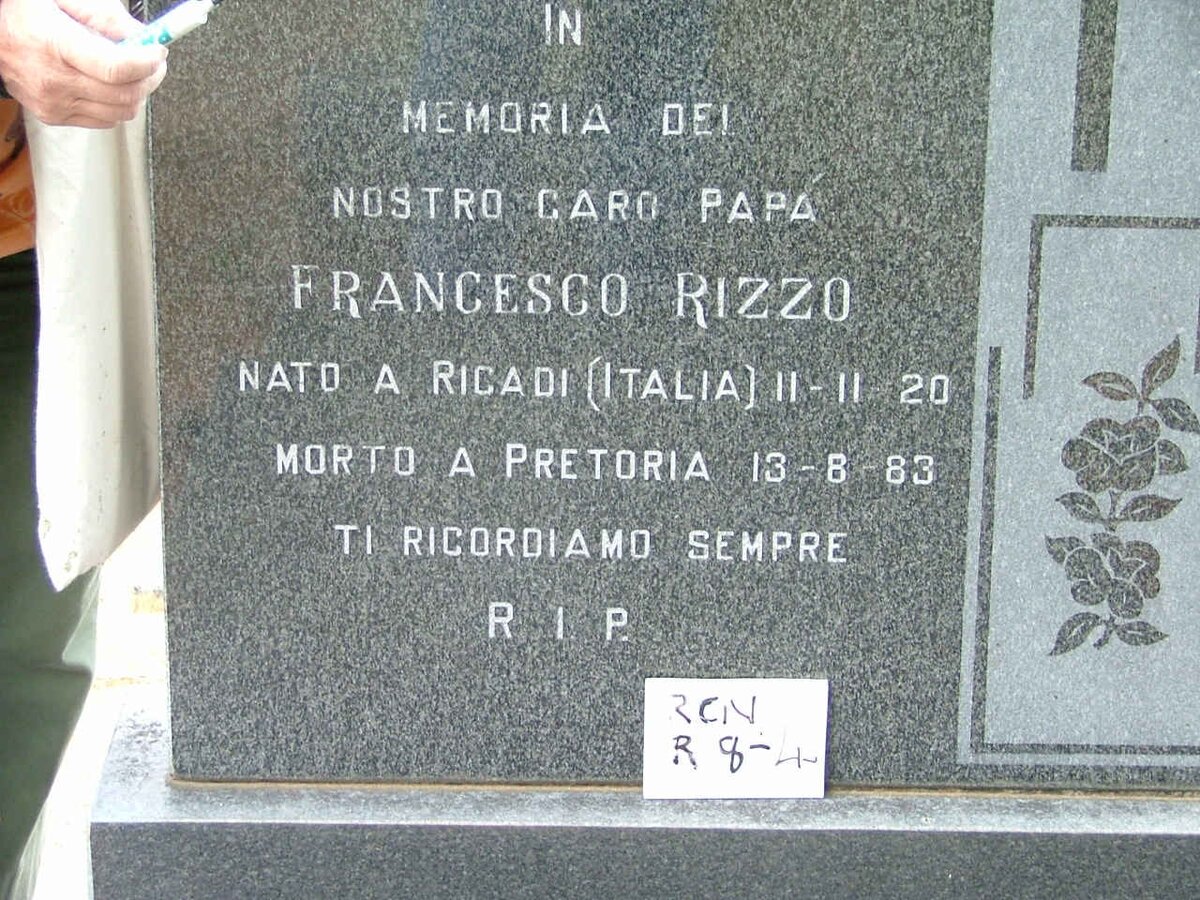 IN
MEMORIA DEL
NOSTRO CARO PAPÁ
FRANCESCO RIZZO
NATO A RICADI (ITALIA) 11-11 20
MORTO A PRETORIA 13-8-83
TI RICORDIAMO SEMPRE
R I P.
RCN
R 8-4